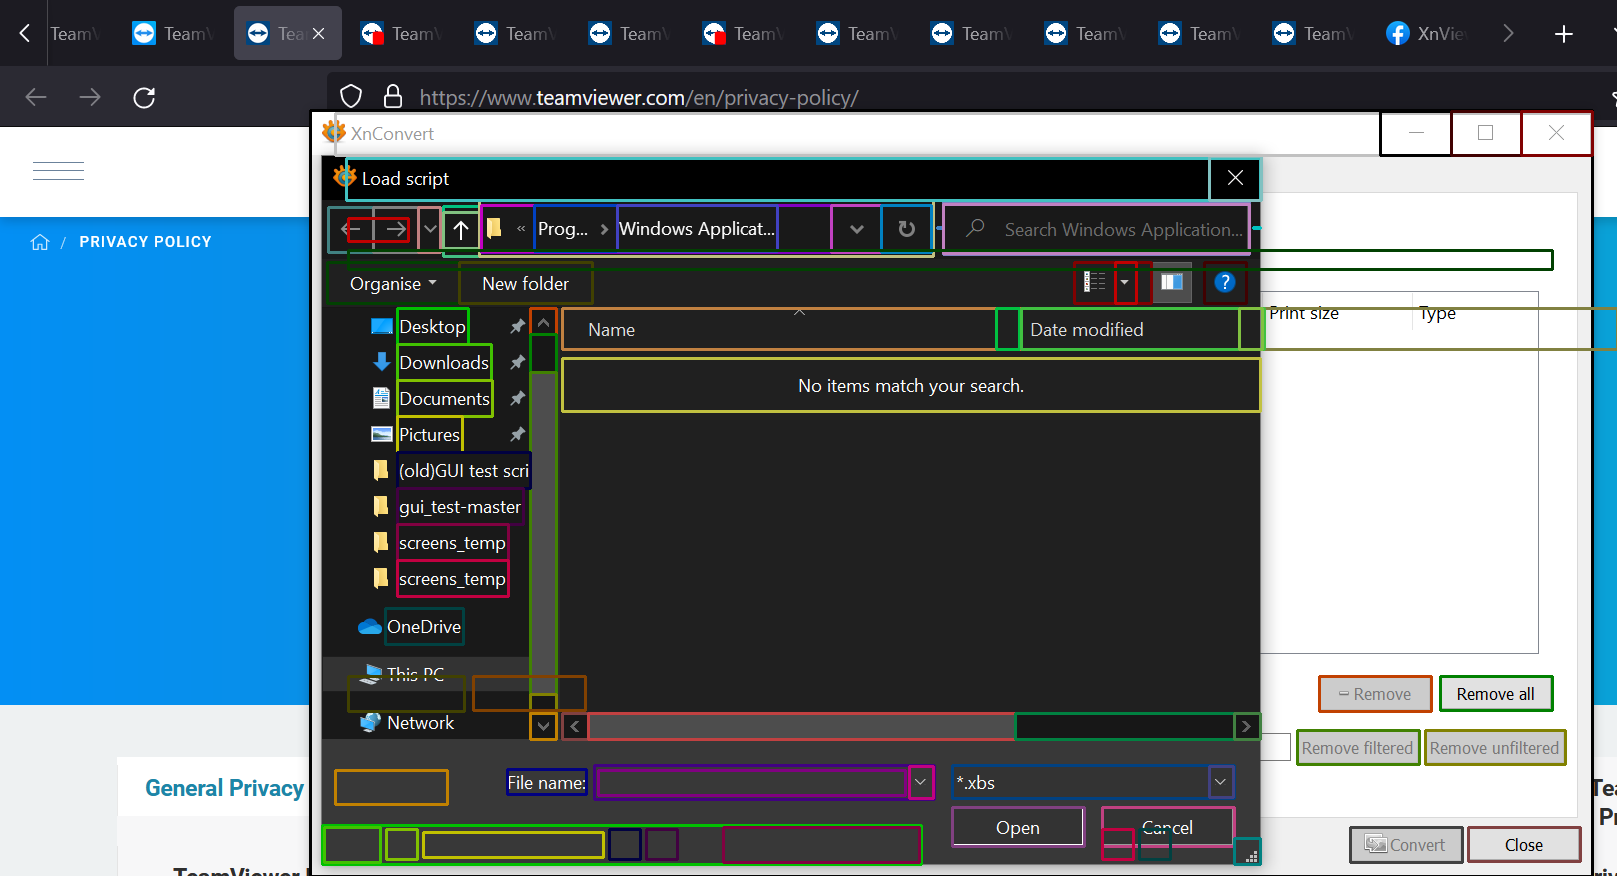 TeamV TeamV Tea TeamV TeamV TeamV TeamV TeamV TeamV TeamV TeamV TeamV XnVie
https://www.teamviewer.com/en/privacy-policy/
XnConvert
Load script
Prog... Windows Applicat... Search Windows Application...
/ PRIVACY POLICY
Organise New folder
Name Date modified Print size Type
No items match your search.
Desktop
Downloads
Documents
Pictures
(old)GUI test scri
gui_test-master
screens_temp
screens_temp
OneDrive
This PC
Network
Remove Remove all
Remove filtered Remove unfiltered
General Privacy
File name: *.xbs
Open Cancel
Convert Close
TeamViewer